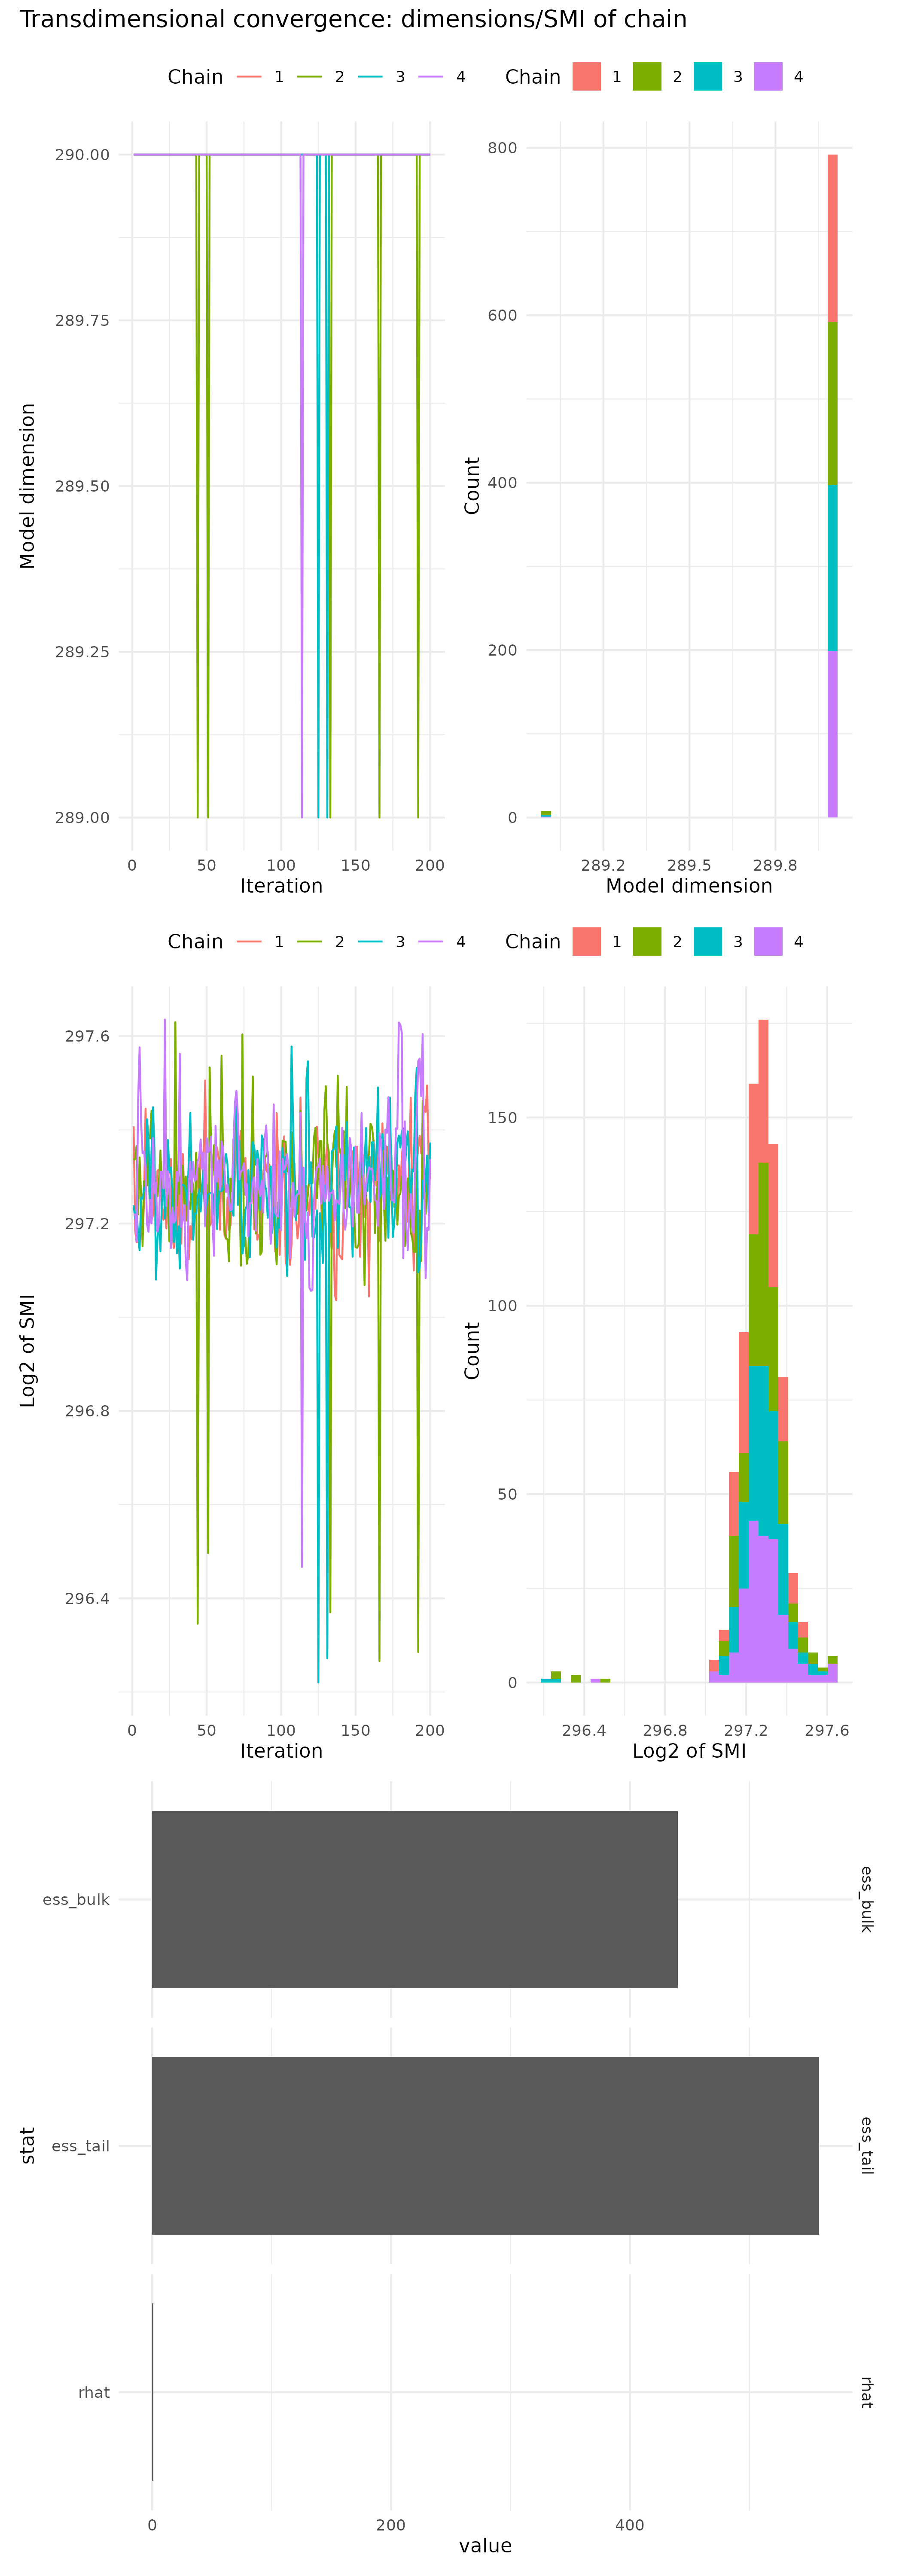 Transdimensional convergence: dimensions/SMI of chain
Chain 1 2 3 4
Chain 1 2 3 4
290.00
289.75
289.50
289.25
289.00
Model dimension
0 50 100 150 200
Iteration
800
600
400
200
0
Count
289.2 289.5 289.8
Model dimension
Chain 1 2 3 4
Chain 1 2 3 4
297.6
297.2
296.8
296.4
Log2 of SMI
0 50 100 150 200
Iteration
150
100
50
0
Count
296.4 296.8 297.2 297.6
Log2 of SMI
ess_bulk
ess_bulk
stat
ess_tail
ess_tail
rhat
rhat
0 200 400
value